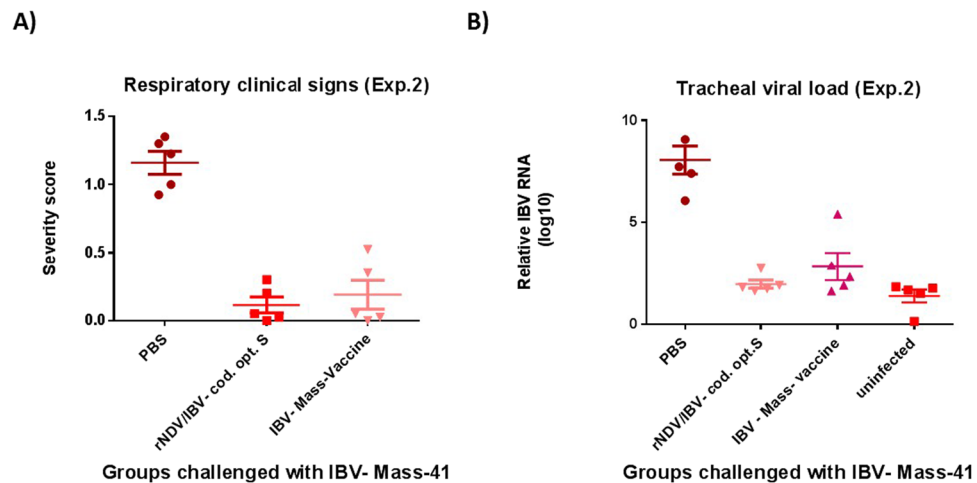 A)
Respiratory clinical signs (Exp.2)
Severity score
1.5
1.0
0.5
0.0
PBS
rNDV/IBV- cod. opt. S
IBV- Mass-Vaccine
Groups challenged with IBV- Mass-41
B)
Tracheal viral load (Exp.2)
Relative IBV RNA
(log10)
10
5
0
PBS
rNDV/IBV- cod. opt.S
IBV- Mass- vaccine
uninfected
Groups challenged with IBV- Mass-41